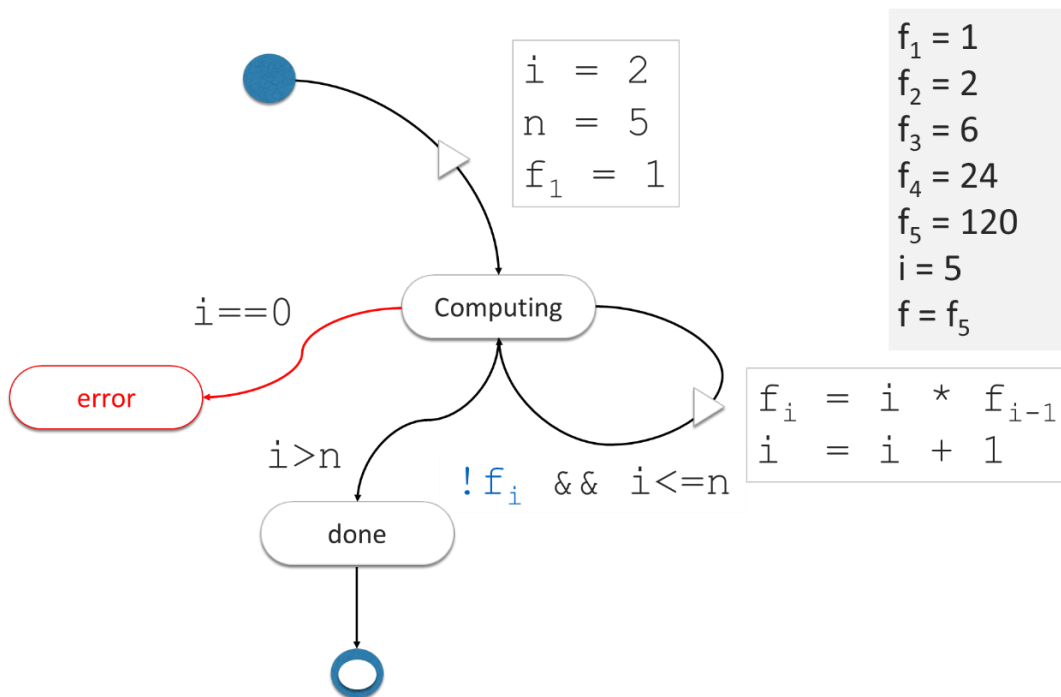 i = 2
n = 5
f₁ = 1
f₁ = 1
f₂ = 2
f₃ = 6
f₄ = 24
f₅ = 120
i = 5
f = f₅
Computing
i==0
error
fᵢ = i * fᵢ₋₁
i = i + 1
i>n
!fᵢ && i<=n
done